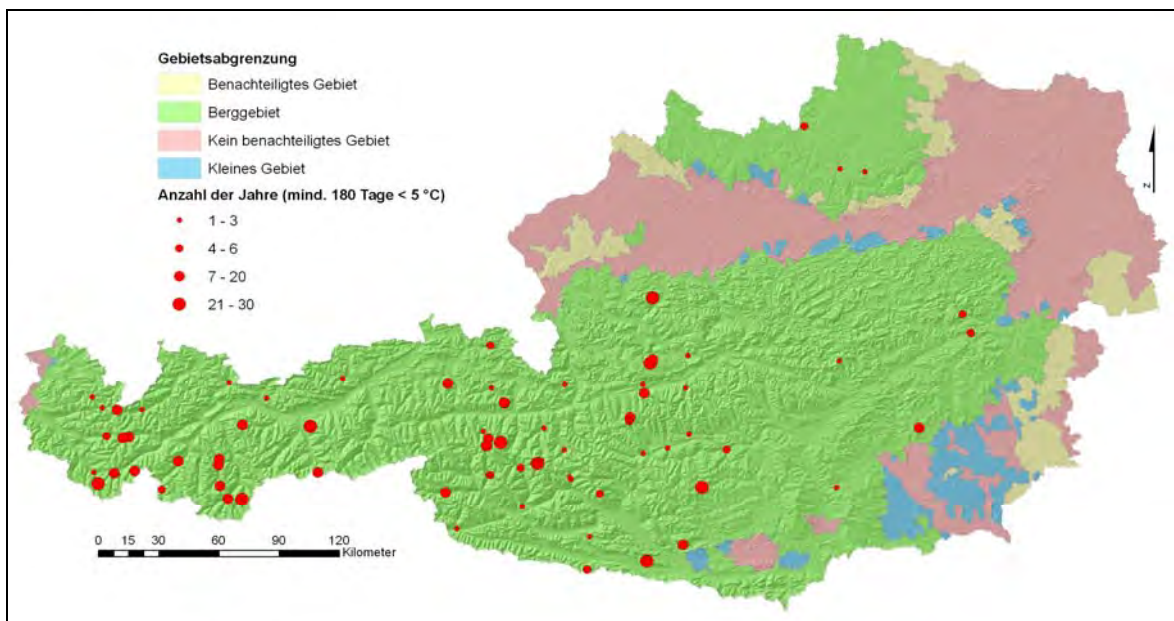 Gebietsabgrenzung
Benachteiligtes Gebiet
Berggebiet
Kein benachteiligtes Gebiet
Kleines Gebiet
Anzahl der Jahre (mind. 180 Tage < 5 °C)
1 - 3
4 - 6
7 - 20
21 - 30
N
0 15 30 60 90 120
Kilometer